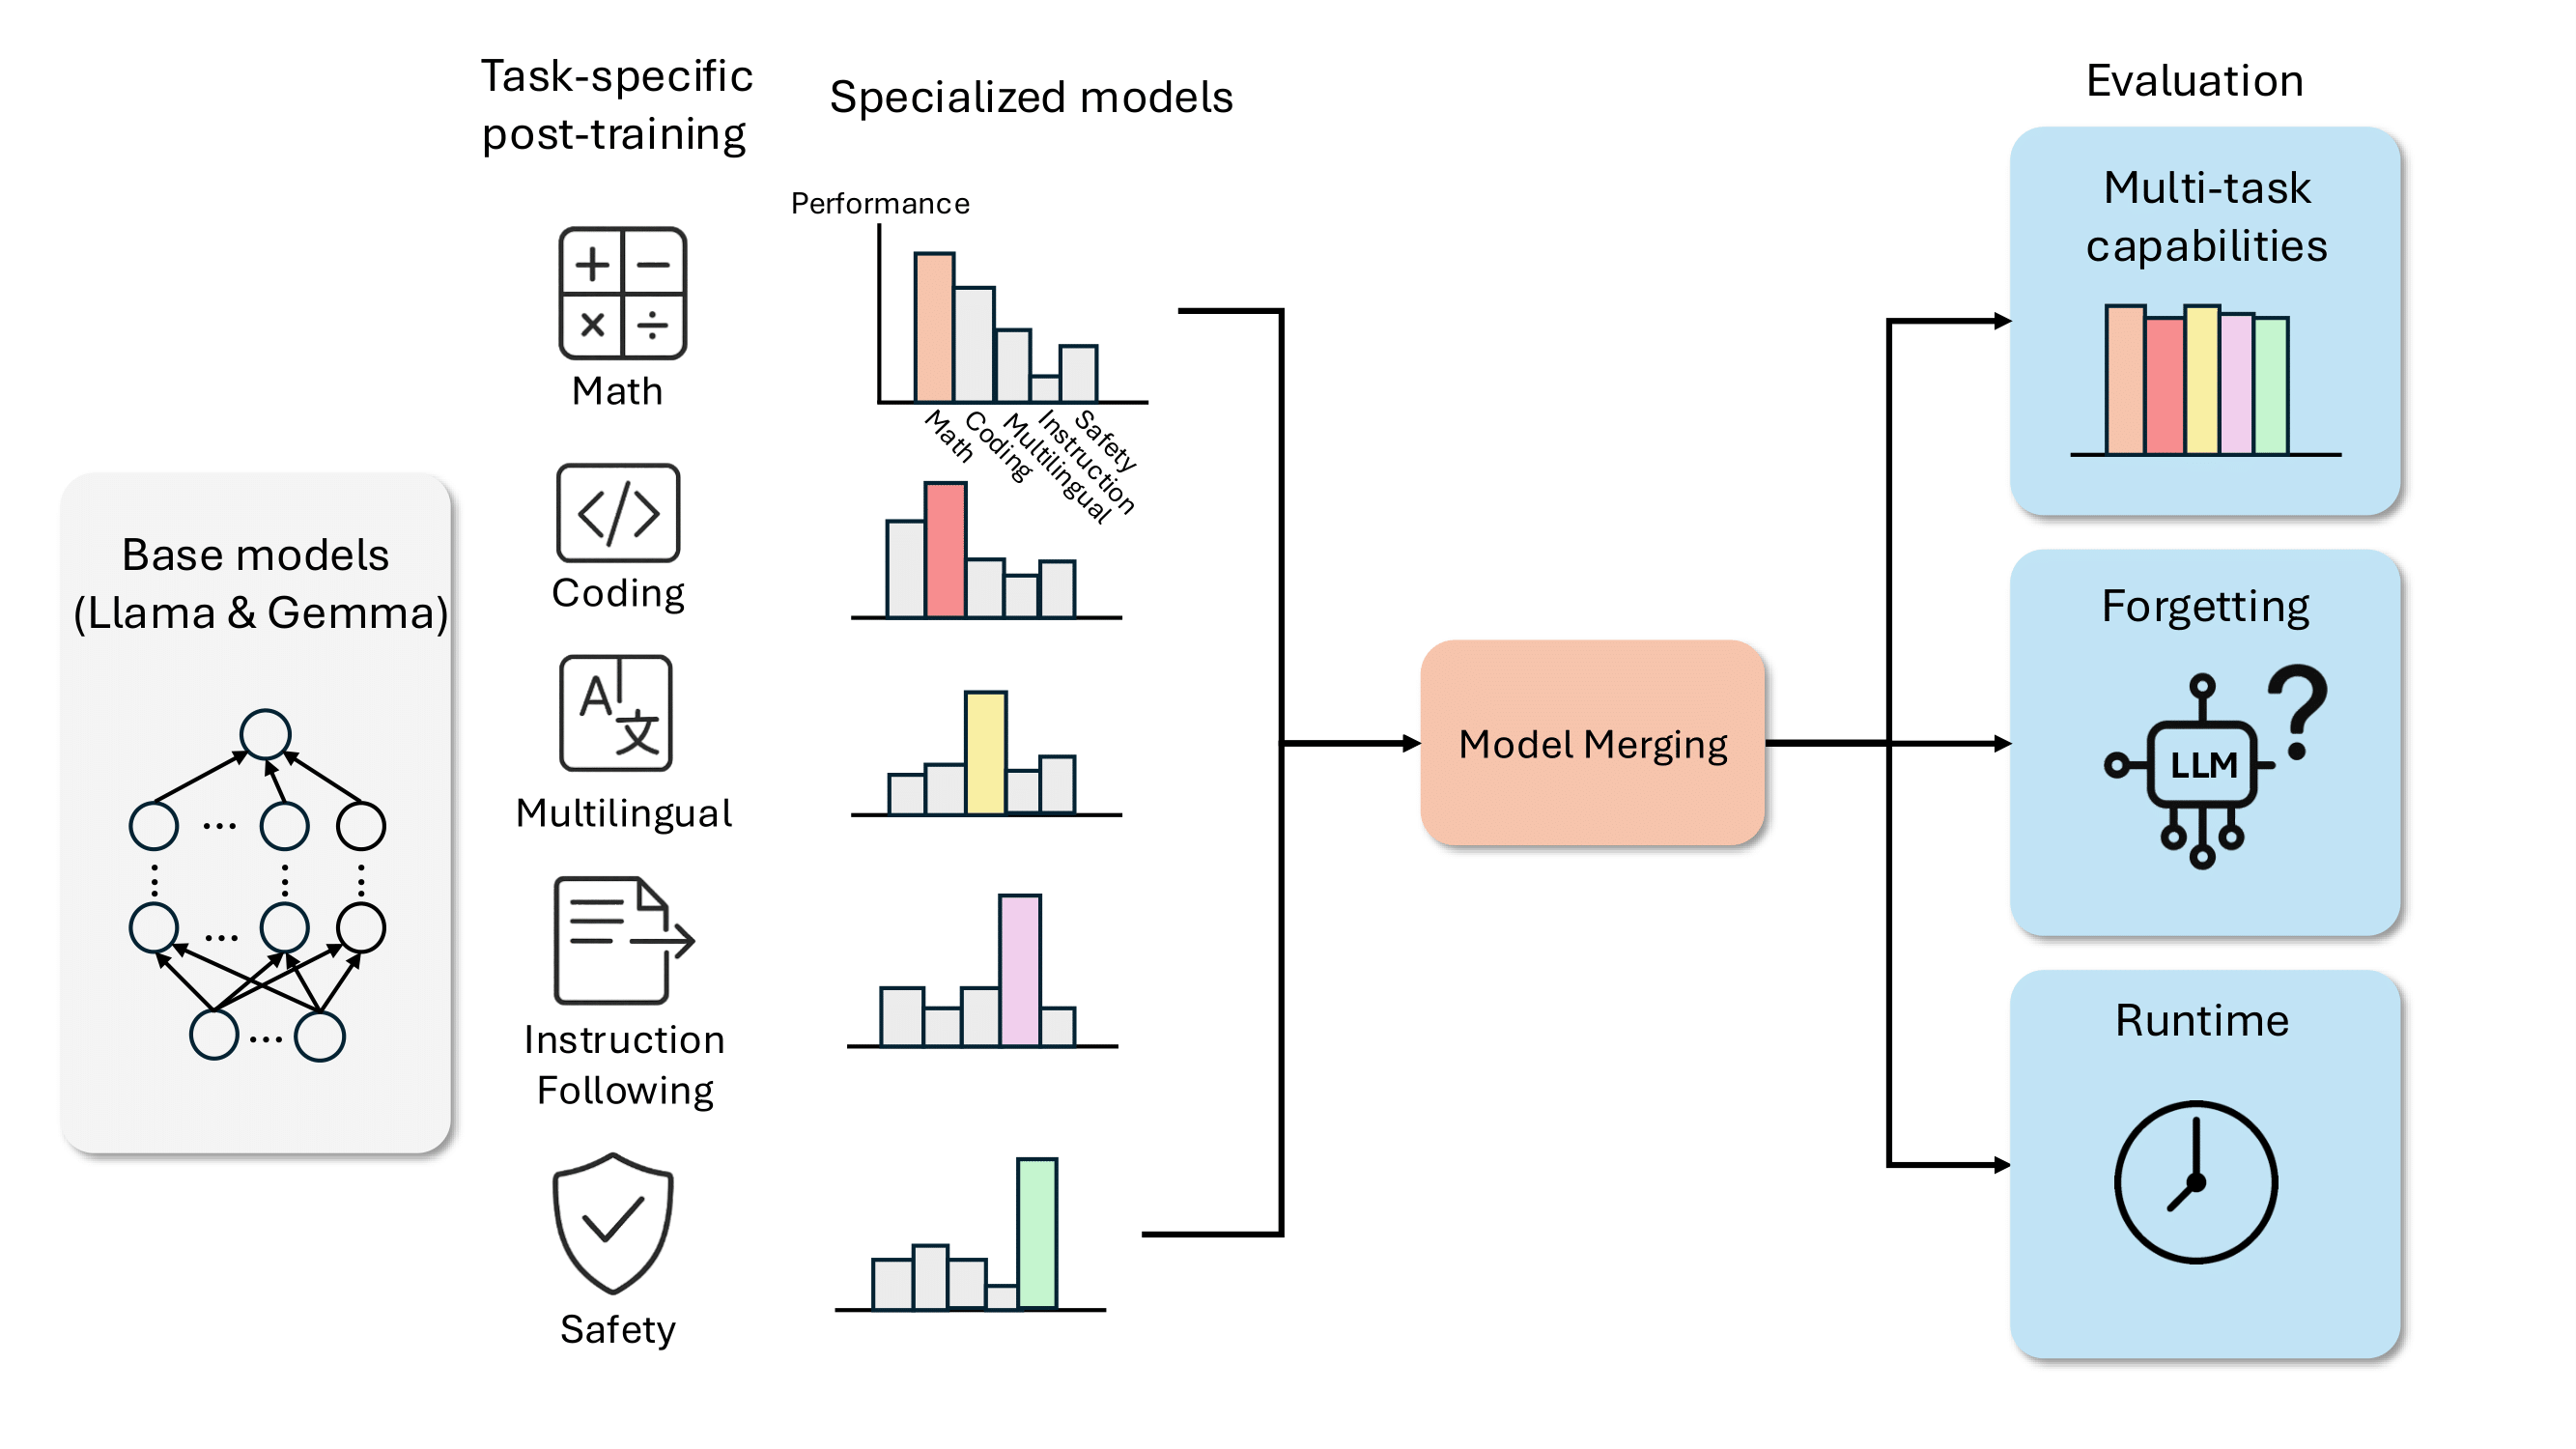 Task-specific
post-training
Specialized models
Evaluation
Base models
(Llama & Gemma)
Math
Coding
A
文
Multilingual
Instruction
Following
Safety
Performance
Math
Coding
Multilingual
Instruction
Safety
Model Merging
Multi-task
capabilities
Forgetting
LLM
?
Runtime